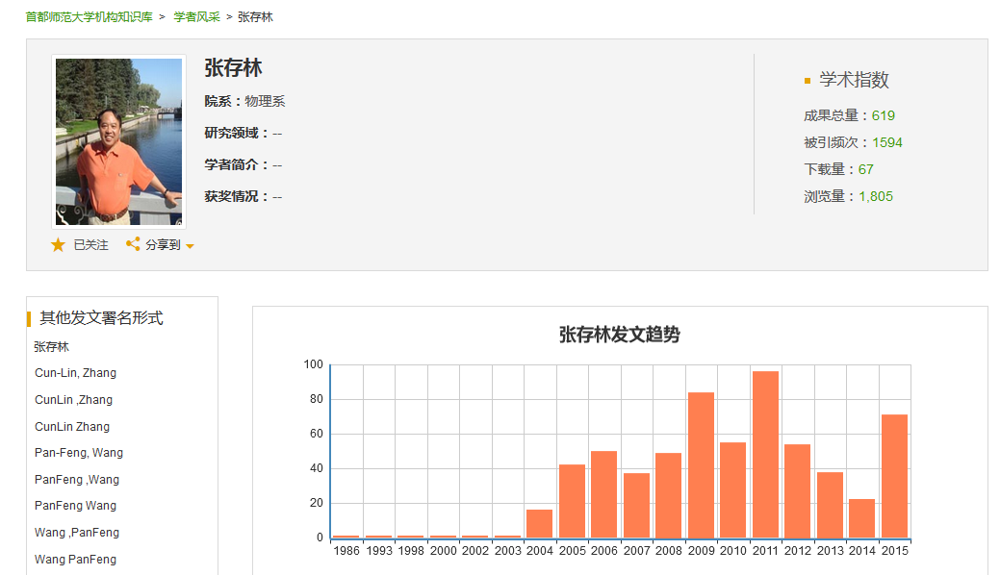 首都师范大学机构知识库 > 学者风采 > 张存林
张存林
院系：物理系
研究领域：--
学者简介：--
获奖情况：--
已关注 分享到
学术指数
成果总量：619
被引频次：1594
下载量：67
浏览量：1,805
其他发文署名形式
张存林
Cun-Lin, Zhang
CunLin ,Zhang
CunLin Zhang
Pan-Feng, Wang
PanFeng ,Wang
PanFeng Wang
Wang ,PanFeng
Wang PanFeng
张存林发文趋势
100
80
60
40
20
0
1986 1993 1998 2000 2002 2003 2004 2005 2006 2007 2008 2009 2010 2011 2012 2013 2014 2015